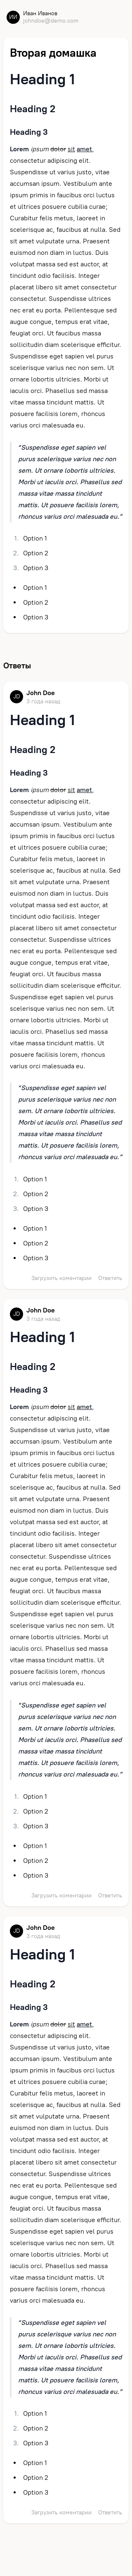 ИИ
Иван Иванов
johndoe@demo.com
Вторая домашка
Heading 1
Heading 2
Heading 3
Lorem ipsum dolor sit amet,
consectetur adipiscing elit.
Suspendisse ut varius justo, vitae
accumsan ipsum. Vestibulum ante
ipsum primis in faucibus orci luctus
et ultrices posuere cubilia curae;
Curabitur felis metus, laoreet in
scelerisque ac, faucibus at nulla. Sed
sit amet vulputate urna. Praesent
euismod non diam in luctus. Duis
volutpat massa sed est auctor, at
tincidunt odio facilisis. Integer
placerat libero sit amet consectetur
consectetur. Suspendisse ultrices
nec erat eu porta. Pellentesque sed
augue congue, tempus erat vitae,
feugiat orci. Ut faucibus massa
sollicitudin diam scelerisque efficitur.
Suspendisse eget sapien vel purus
scelerisque varius nec non sem. Ut
ornare lobortis ultricies. Morbi ut
iaculis orci. Phasellus sed massa
vitae massa tincidunt mattis. Ut
posuere facilisis lorem, rhoncus
varius orci malesuada eu.
"Suspendisse eget sapien vel
purus scelerisque varius nec non
sem. Ut ornare lobortis ultricies.
Morbi ut iaculis orci. Phasellus sed
massa vitae massa tincidunt
mattis. Ut posuere facilisis lorem,
rhoncus varius orci malesuada eu."
1. Option 1
2. Option 2
3. Option 3
• Option 1
• Option 2
• Option 3
Ответы
JD
John Doe
3 года назад
Heading 1
Heading 2
Heading 3
Lorem ipsum dolor sit amet,
consectetur adipiscing elit.
Suspendisse ut varius justo, vitae
accumsan ipsum. Vestibulum ante
ipsum primis in faucibus orci luctus
et ultrices posuere cubilia curae;
Curabitur felis metus, laoreet in
scelerisque ac, faucibus at nulla. Sed
sit amet vulputate urna. Praesent
euismod non diam in luctus. Duis
volutpat massa sed est auctor, at
tincidunt odio facilisis. Integer
placerat libero sit amet consectetur
consectetur. Suspendisse ultrices
nec erat eu porta. Pellentesque sed
augue congue, tempus erat vitae,
feugiat orci. Ut faucibus massa
sollicitudin diam scelerisque efficitur.
Suspendisse eget sapien vel purus
scelerisque varius nec non sem. Ut
ornare lobortis ultricies. Morbi ut
iaculis orci. Phasellus sed massa
vitae massa tincidunt mattis. Ut
posuere facilisis lorem, rhoncus
varius orci malesuada eu.
"Suspendisse eget sapien vel
purus scelerisque varius nec non
sem. Ut ornare lobortis ultricies.
Morbi ut iaculis orci. Phasellus sed
massa vitae massa tincidunt
mattis. Ut posuere facilisis lorem,
rhoncus varius orci malesuada eu."
1. Option 1
2. Option 2
3. Option 3
• Option 1
• Option 2
• Option 3
Загрузить коментарии Ответить
JD
John Doe
3 года назад
Heading 1
Heading 2
Heading 3
Lorem ipsum dolor sit amet,
consectetur adipiscing elit.
Suspendisse ut varius justo, vitae
accumsan ipsum. Vestibulum ante
ipsum primis in faucibus orci luctus
et ultrices posuere cubilia curae;
Curabitur felis metus, laoreet in
scelerisque ac, faucibus at nulla. Sed
sit amet vulputate urna. Praesent
euismod non diam in luctus. Duis
volutpat massa sed est auctor, at
tincidunt odio facilisis. Integer
placerat libero sit amet consectetur
consectetur. Suspendisse ultrices
nec erat eu porta. Pellentesque sed
augue congue, tempus erat vitae,
feugiat orci. Ut faucibus massa
sollicitudin diam scelerisque efficitur.
Suspendisse eget sapien vel purus
scelerisque varius nec non sem. Ut
ornare lobortis ultricies. Morbi ut
iaculis orci. Phasellus sed massa
vitae massa tincidunt mattis. Ut
posuere facilisis lorem, rhoncus
varius orci malesuada eu.
"Suspendisse eget sapien vel
purus scelerisque varius nec non
sem. Ut ornare lobortis ultricies.
Morbi ut iaculis orci. Phasellus sed
massa vitae massa tincidunt
mattis. Ut posuere facilisis lorem,
rhoncus varius orci malesuada eu."
1. Option 1
2. Option 2
3. Option 3
• Option 1
• Option 2
• Option 3
Загрузить коментарии Ответить
JD
John Doe
3 года назад
Heading 1
Heading 2
Heading 3
Lorem ipsum dolor sit amet,
consectetur adipiscing elit.
Suspendisse ut varius justo, vitae
accumsan ipsum. Vestibulum ante
ipsum primis in faucibus orci luctus
et ultrices posuere cubilia curae;
Curabitur felis metus, laoreet in
scelerisque ac, faucibus at nulla. Sed
sit amet vulputate urna. Praesent
euismod non diam in luctus. Duis
volutpat massa sed est auctor, at
tincidunt odio facilisis. Integer
placerat libero sit amet consectetur
consectetur. Suspendisse ultrices
nec erat eu porta. Pellentesque sed
augue congue, tempus erat vitae,
feugiat orci. Ut faucibus massa
sollicitudin diam scelerisque efficitur.
Suspendisse eget sapien vel purus
scelerisque varius nec non sem. Ut
ornare lobortis ultricies. Morbi ut
iaculis orci. Phasellus sed massa
vitae massa tincidunt mattis. Ut
posuere facilisis lorem, rhoncus
varius orci malesuada eu.
"Suspendisse eget sapien vel
purus scelerisque varius nec non
sem. Ut ornare lobortis ultricies.
Morbi ut iaculis orci. Phasellus sed
massa vitae massa tincidunt
mattis. Ut posuere facilisis lorem,
rhoncus varius orci malesuada eu."
1. Option 1
2. Option 2
3. Option 3
• Option 1
• Option 2
• Option 3
Загрузить коментарии Ответить